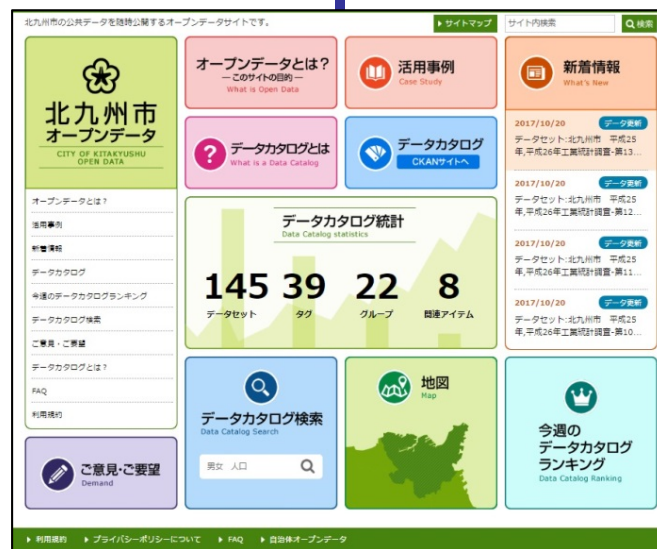 北九州市の公共データを随時公開するオープンデータサイトです。
サイトマップ
サイト内検索
検索
北九州市
オープンデータ
CITY OF KITAKYUSHU
OPEN DATA
オープンデータとは？
活用事例
新着情報
データカタログ
今週のデータカタログランキング
データカタログ検索
ご意見・ご要望
データカタログとは？
FAQ
利用規約
ご意見・ご要望
Demand
オープンデータとは？
―このサイトの目的―
What is Open Data
活用事例
Case Study
データカタログとは
What is a Data Catalog
データカタログ
CKANサイトへ
データカタログ統計
Data Catalog statistics
145 39 22 8
データセット タグ グループ 関連アイテム
データカタログ検索
Data Catalog Search
男女 人口
地図
Map
新着情報
What's New
2017/10/20 データ更新
データセット:北九州市 平成25
年,平成26年工業統計調査-第13...
2017/10/20 データ更新
データセット:北九州市 平成25
年,平成26年工業統計調査-第12...
2017/10/20 データ更新
データセット:北九州市 平成25
年,平成26年工業統計調査-第11...
2017/10/20 データ更新
データセット:北九州市 平成25
年,平成26年工業統計調査-第10...
今週の
データカタログ
ランキング
Data Catalog Ranking
利用規約 プライバシーポリシーについて FAQ 自治体オープンデータ